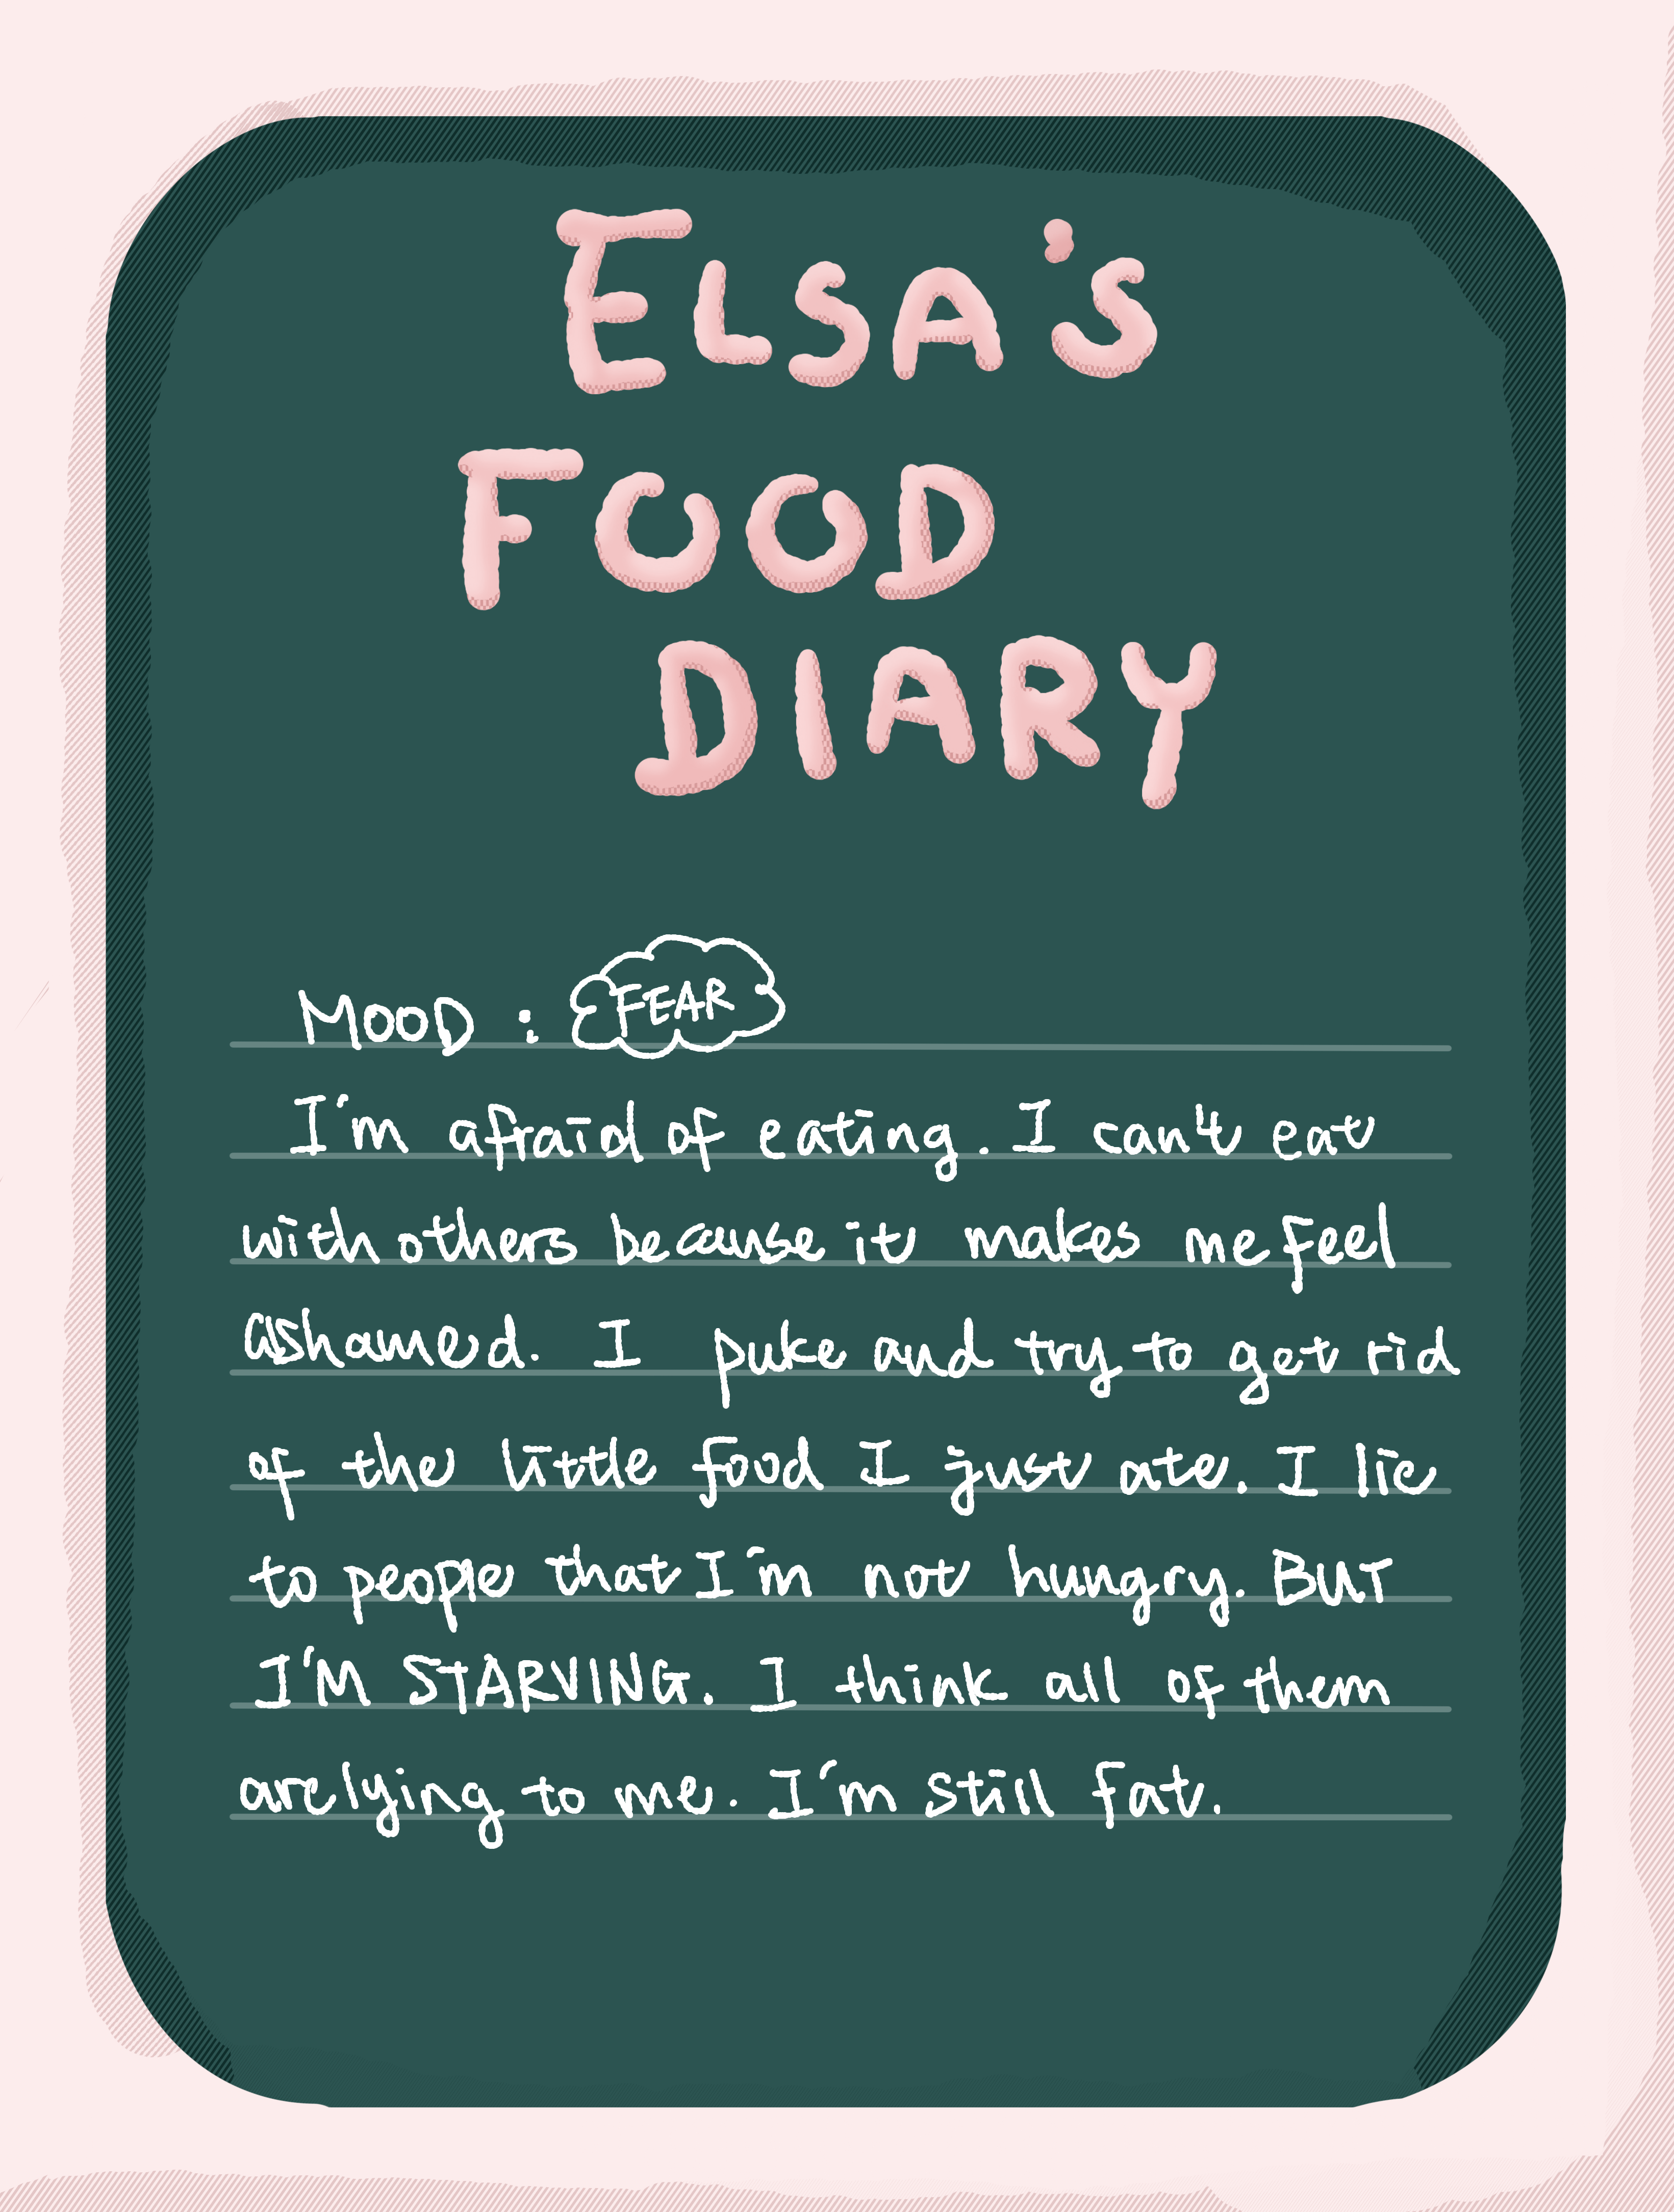 ELSA'S
FOOD
DIARY
MOOD : FEAR
I'm afraid of eating. I can't eat
with others because it makes me feel
ashamed. I puke and try to get rid
of the little food I just ate. I lie
to people that I'm not hungry. BUT
I'M STARVING. I think all of them
are lying to me. I'm still fat.